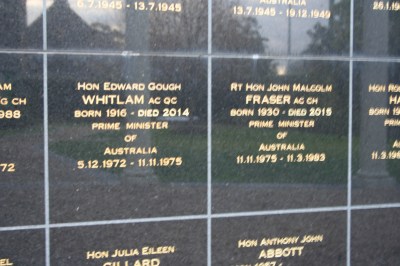 6.7.1945 - 13.7.1945
AUSTRALIA
13.7.1945 - 19.12.1949
HON EDWARD GOUGH
WHITLAM AC QC
BORN 1916 - DIED 2014
PRIME MINISTER
OF
AUSTRALIA
5.12.1972 - 11.11.1975
RT HON JOHN MALCOLM
FRASER AC CH
BORN 1930 - DIED 2015
PRIME MINISTER
OF
AUSTRALIA
11.11.1975 - 11.3.1983
HON JULIA EILEEN
GILLARD
HON ANTHONY JOHN
ABBOTT